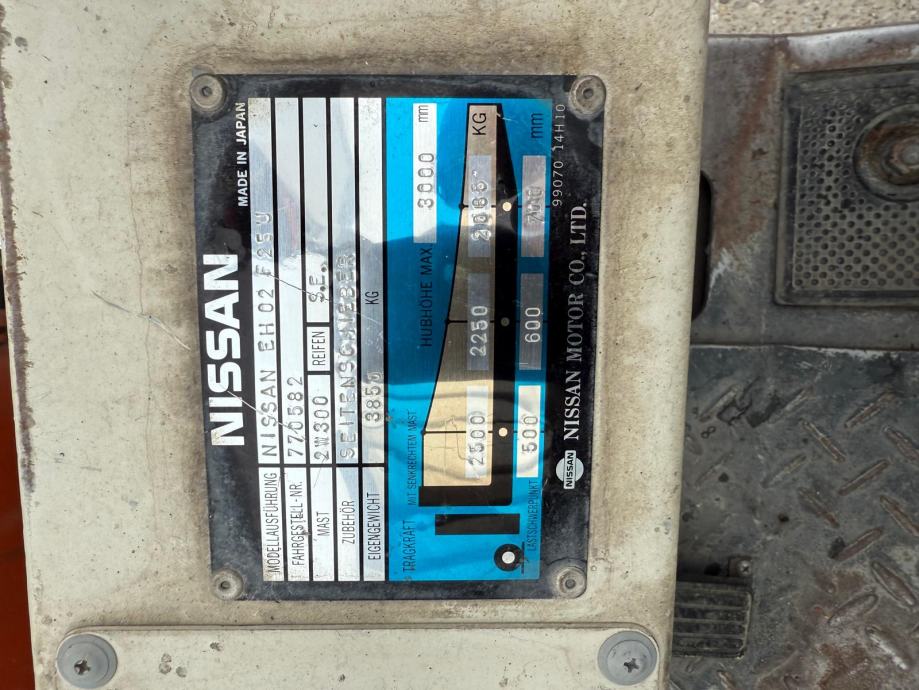 NISSAN
MADE IN JAPAN
MODELLAUSFÜHRUNG NISSAN EH02F25U
FAHRGESTELL-NR. 770582
MAST 2W300 REIFEN S.E.
ZUBEHÖR SEITENSCHIEBER
EIGENGEWICHT 3850 KG
TRAGKRAFT MIT SENKRECHTEM MAST HUBHÖHE MAX. 3000 mm
2500 2250 KG
LASTSCHWERPUNKT 500 600 700 mm
NISSAN NISSAN MOTOR CO., LTD. 99070 14H10